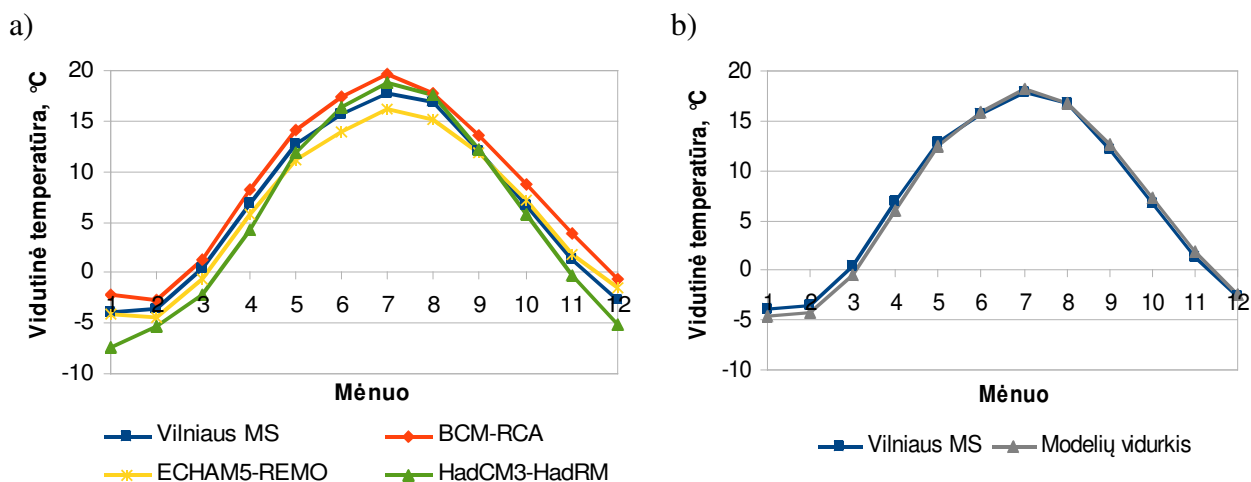 a)
Vidutinė temperatūra, °C
20
15
10
5
0
-5
-10
1 2 3 4 5 6 7 8 9 10 11 12
Mėnuo
Vilniaus MS
BCM-RCA
ECHAM5-REMO
HadCM3-HadRM
b)
Vidutinė temperatūra, °C
20
15
10
5
0
-5
-10
1 2 3 4 5 6 7 8 9 10 11 12
Mėnuo
Vilniaus MS
Modelių vidurkis